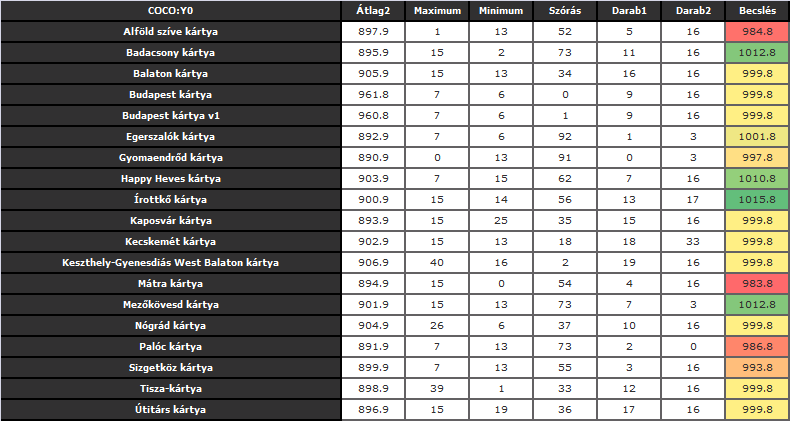 COCO:Y0 Átlag2 Maximum Minimum Szórás Darab1 Darab2 Becslés
Alföld szíve kártya 897.9 1 13 52 5 16 984.8
Badacsony kártya 895.9 15 2 73 11 16 1012.8
Balaton kártya 905.9 15 13 34 16 16 999.8
Budapest kártya 961.8 7 6 0 9 16 999.8
Budapest kártya v1 960.8 7 6 1 9 16 999.8
Egerszalók kártya 892.9 7 6 92 1 3 1001.8
Gyomaendrőd kártya 890.9 0 13 91 0 3 997.8
Happy Heves kártya 903.9 7 15 62 7 16 1010.8
Írottkő kártya 900.9 15 14 56 13 17 1015.8
Kaposvár kártya 893.9 15 25 35 15 16 999.8
Kecskemét kártya 902.9 15 13 18 18 33 999.8
Keszthely-Gyenesdiás West Balaton kártya 906.9 40 16 2 19 16 999.8
Mátra kártya 894.9 15 0 54 4 16 983.8
Mezőkövesd kártya 901.9 15 13 73 7 3 1012.8
Nógrád kártya 904.9 26 6 37 10 16 999.8
Palóc kártya 891.9 7 13 73 2 0 986.8
Szigetköz kártya 899.9 7 13 55 3 16 993.8
Tisza-kártya 898.9 39 1 33 12 16 999.8
Útitárs kártya 896.9 15 19 36 17 16 999.8